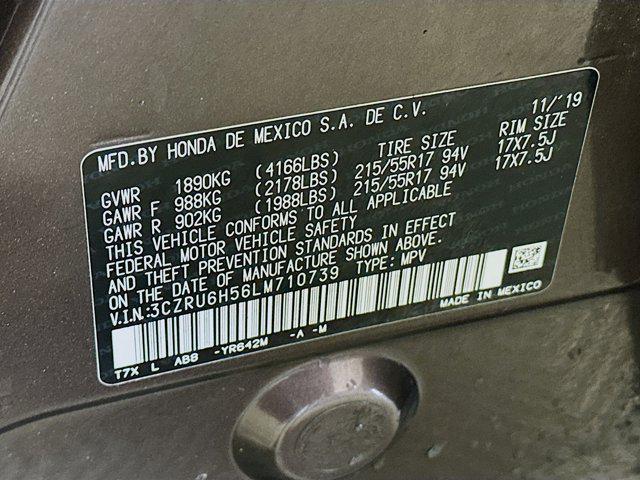 MFD.BY HONDA DE MEXICO S.A. DE C.V. 11/'19
TIRE SIZE RIM SIZE
GVWR 1890KG (4166LBS)
GAWR F 988KG (2178LBS) 215/55R17 94V 17X7.5J
GAWR R 902KG (1988LBS) 215/55R17 94V 17X7.5J
THIS VEHICLE CONFORMS TO ALL APPLICABLE
FEDERAL MOTOR VEHICLE SAFETY
AND THEFT PREVENTION STANDARDS IN EFFECT
ON THE DATE OF MANUFACTURE SHOWN ABOVE.
V.I.N.:3CZRU6H56LM710739 TYPE: MPV
T7X L AB8 -YR642M -A -M MADE IN MEXICO